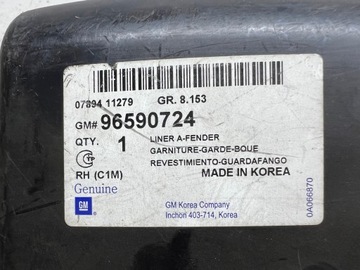 07894 11279 GR. 8.153
GM# 96590724
QTY. 1 LINER A-FENDER
GARNITURE-GARDE-BOUE
REVESTIMIENTO-GUARDAFANGO
RH (C1M) MADE IN KOREA
Genuine
GM
GM Korea Company
Inchon 403-714, Korea
0A066870